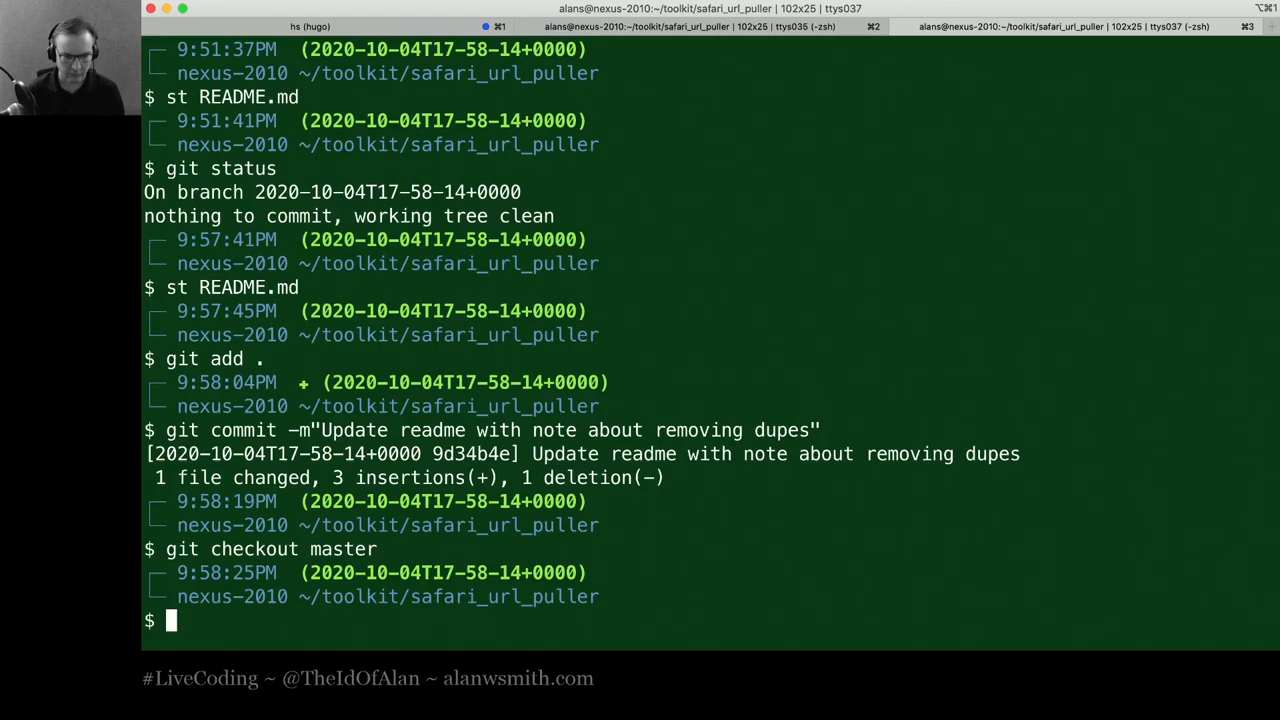 alans@nexus-2010:~/toolkit/safari_url_puller | 102x25 | ttys037
⌥⌘1
hs (hugo)
⌘1
alans@nexus-2010:~/toolkit/safari_url_puller | 102x25 | ttys035 (-zsh)
⌘2
alans@nexus-2010:~/toolkit/safari_url_puller | 102x25 | ttys037 (-zsh)
⌘3
9:51:37PM (2020-10-04T17-58-14+0000)
nexus-2010 ~/toolkit/safari_url_puller
$ st README.md
9:51:41PM (2020-10-04T17-58-14+0000)
nexus-2010 ~/toolkit/safari_url_puller
$ git status
On branch 2020-10-04T17-58-14+0000
nothing to commit, working tree clean
9:57:41PM (2020-10-04T17-58-14+0000)
nexus-2010 ~/toolkit/safari_url_puller
$ st README.md
9:57:45PM (2020-10-04T17-58-14+0000)
nexus-2010 ~/toolkit/safari_url_puller
$ git add .
9:58:04PM + (2020-10-04T17-58-14+0000)
nexus-2010 ~/toolkit/safari_url_puller
$ git commit -m"Update readme with note about removing dupes"
[2020-10-04T17-58-14+0000 9d34b4e] Update readme with note about removing dupes
1 file changed, 3 insertions(+), 1 deletion(-)
9:58:19PM (2020-10-04T17-58-14+0000)
nexus-2010 ~/toolkit/safari_url_puller
$ git checkout master
9:58:25PM (2020-10-04T17-58-14+0000)
nexus-2010 ~/toolkit/safari_url_puller
$
#LiveCoding ~ @TheIdOfAlan ~ alanwsmith.com